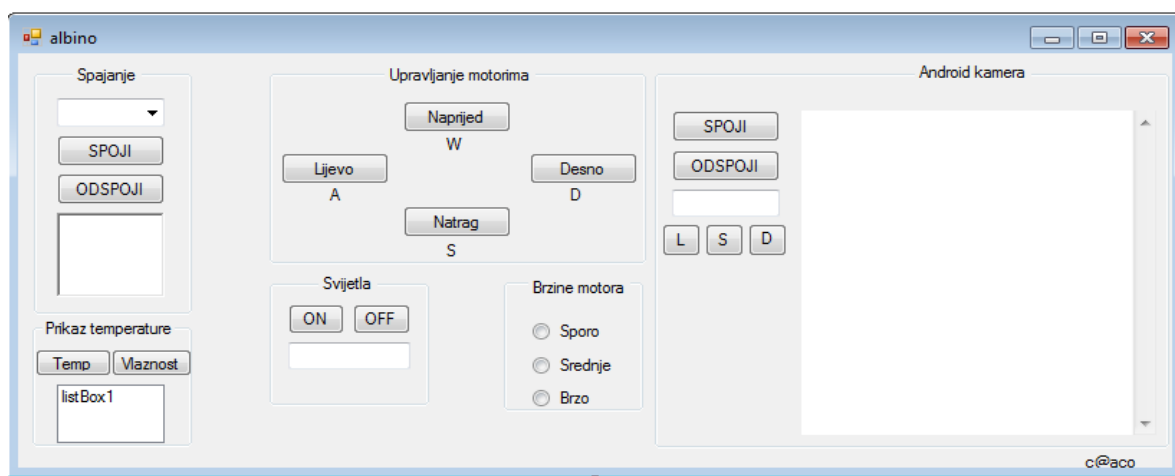 albino
Spajanje
SPOJI
ODSPOJI
Prikaz temperature
Temp Vlaznost
listBox1
Upravljanje motorima
Naprijed
W
Lijevo
A
Desno
D
Natrag
S
Svijetla
ON OFF
Brzine motora
Sporo
Srednje
Brzo
Android kamera
SPOJI
ODSPOJI
L S D
c@aco